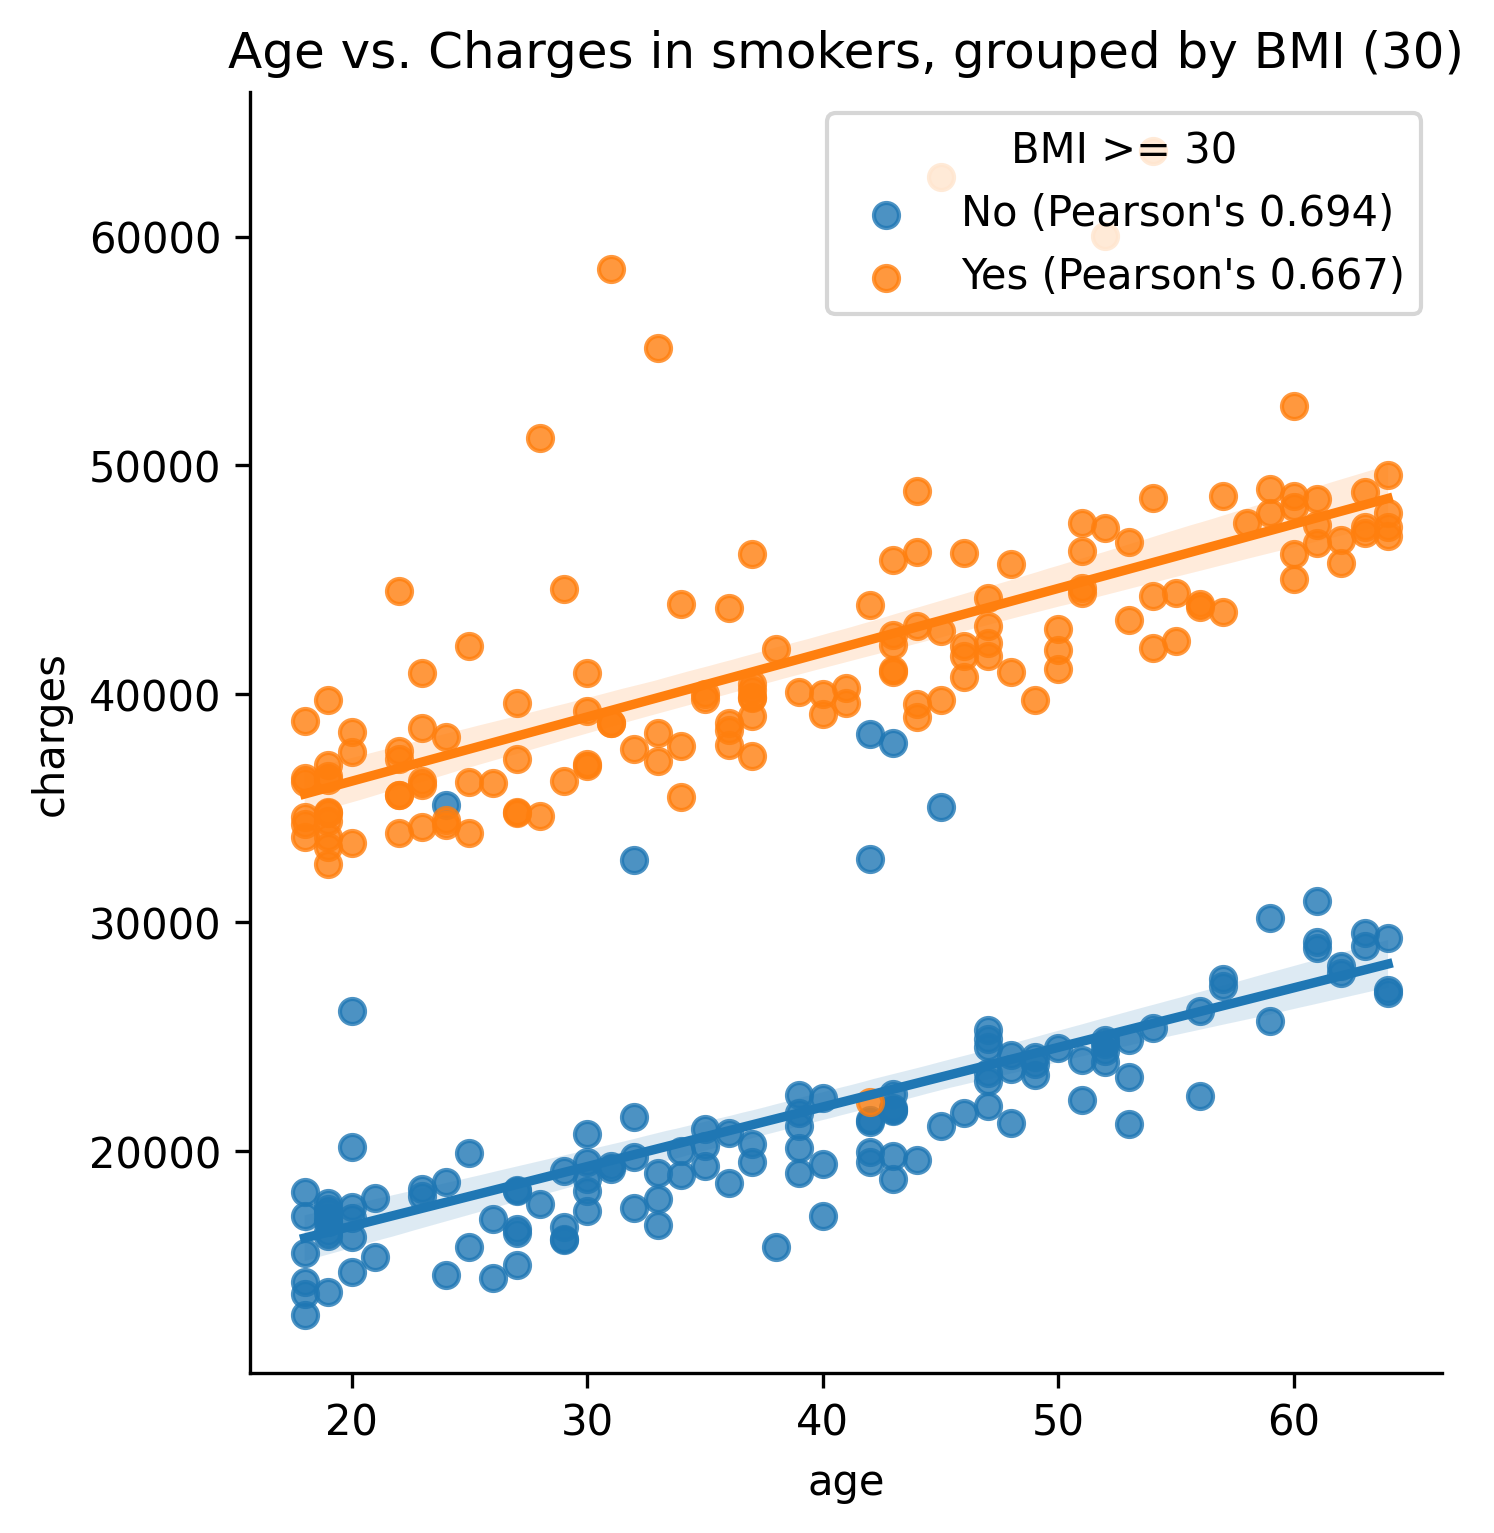 Age vs. Charges in smokers, grouped by BMI (30)
BMI >= 30
No (Pearson's 0.694)
Yes (Pearson's 0.667)
charges
60000
50000
40000
30000
20000
20 30 40 50 60
age